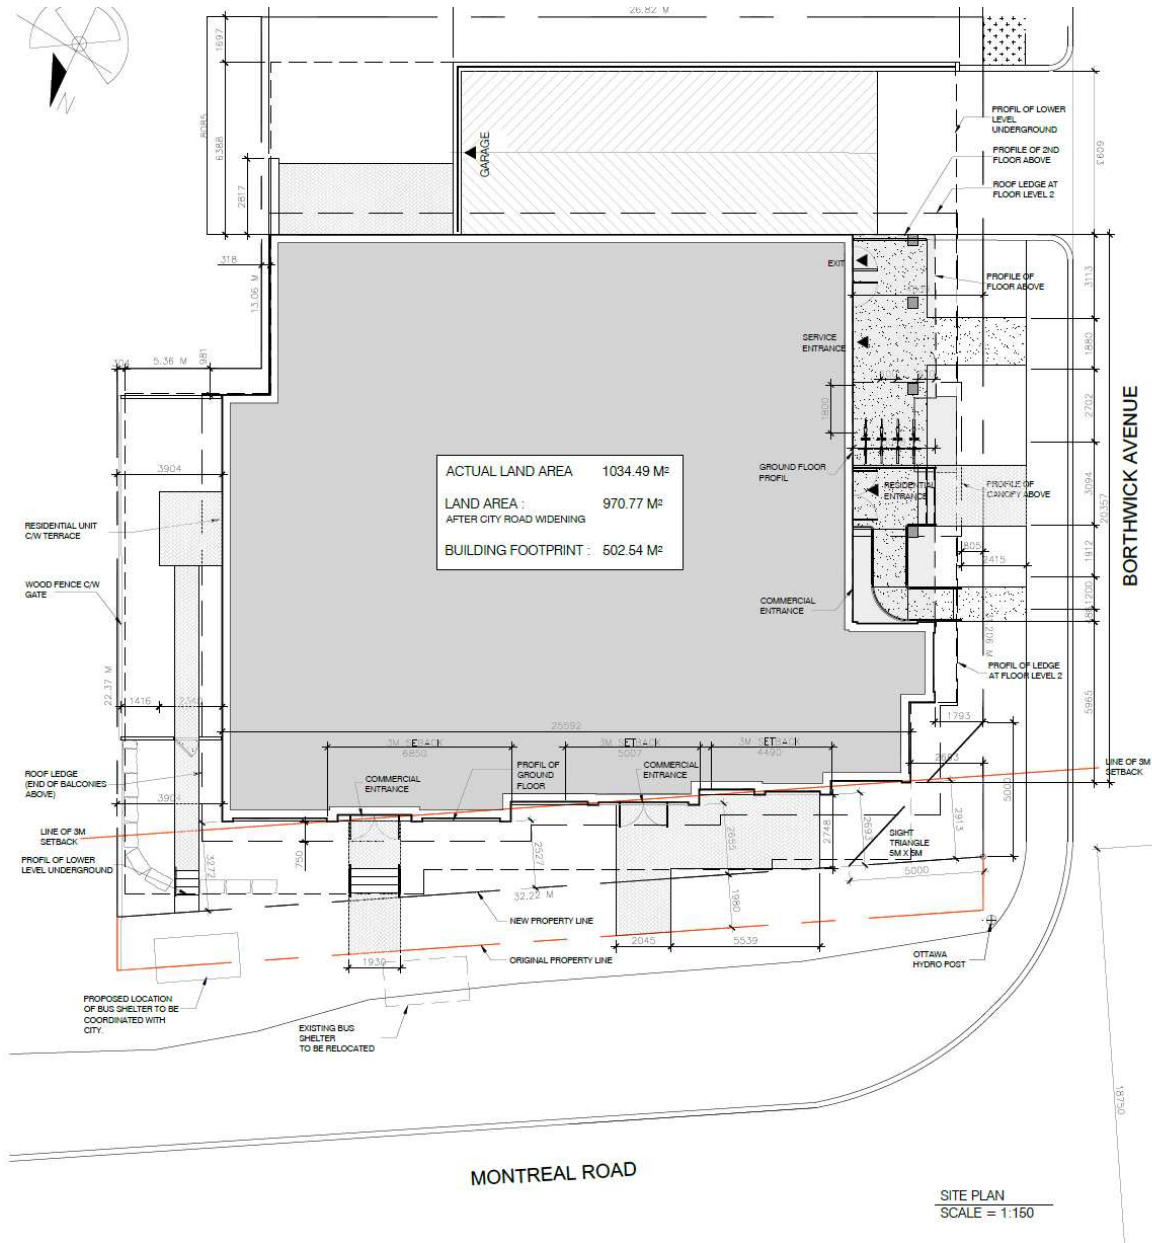 26.82 M
1697
8085
6388
2817
N
GARAGE
PROFIL OF LOWER
LEVEL
UNDERGROUND
PROFILE OF 2ND
FLOOR ABOVE
ROOF LEDGE AT
FLOOR LEVEL 2
6093
318
13.06 M
EXIT
PROFILE OF
FLOOR ABOVE
3113
SERVICE
ENTRANCE
1880
304
5.36 M
981
1800
2702
BORTHWICK AVENUE
3904
ACTUAL LAND AREA 1034.49 M²
LAND AREA : 970.77 M²
AFTER CITY ROAD WIDENING
BUILDING FOOTPRINT : 502.54 M²
GROUND FLOOR
PROFIL
RESIDENTIAL
ENTRANCE
PROFILE OF
CANOPY ABOVE
3094
20357
RESIDENTIAL UNIT
C/W TERRACE
805
2415
1912
WOOD FENCE C/W
GATE
COMMERCIAL
ENTRANCE
1200
PROFIL OF LEDGE
AT FLOOR LEVEL 2
5965
22.37 M
1416
25592
1793
2683
3M SETBACK
6850
3M SETBACK
5007
3M SETBACK
4490
LINE OF 3M
SETBACK
ROOF LEDGE
(END OF BALCONIES
ABOVE)
COMMERCIAL
ENTRANCE
PROFIL OF
GROUND
FLOOR
COMMERCIAL
ENTRANCE
5000
3904
LINE OF 3M
SETBACK
750
2527
2655
2748
2693
2913
SIGHT
TRIANGLE
5M X 5M
PROFIL OF LOWER
LEVEL UNDERGROUND
3972
5000
32.22 M
1980
NEW PROPERTY LINE
2045
5539
ORIGINAL PROPERTY LINE
1930
OTTAWA
HYDRO POST
PROPOSED LOCATION
OF BUS SHELTER TO BE
COORDINATED WITH
CITY.
EXISTING BUS
SHELTER
TO BE RELOCATED
18750
MONTREAL ROAD
SITE PLAN
SCALE = 1:150